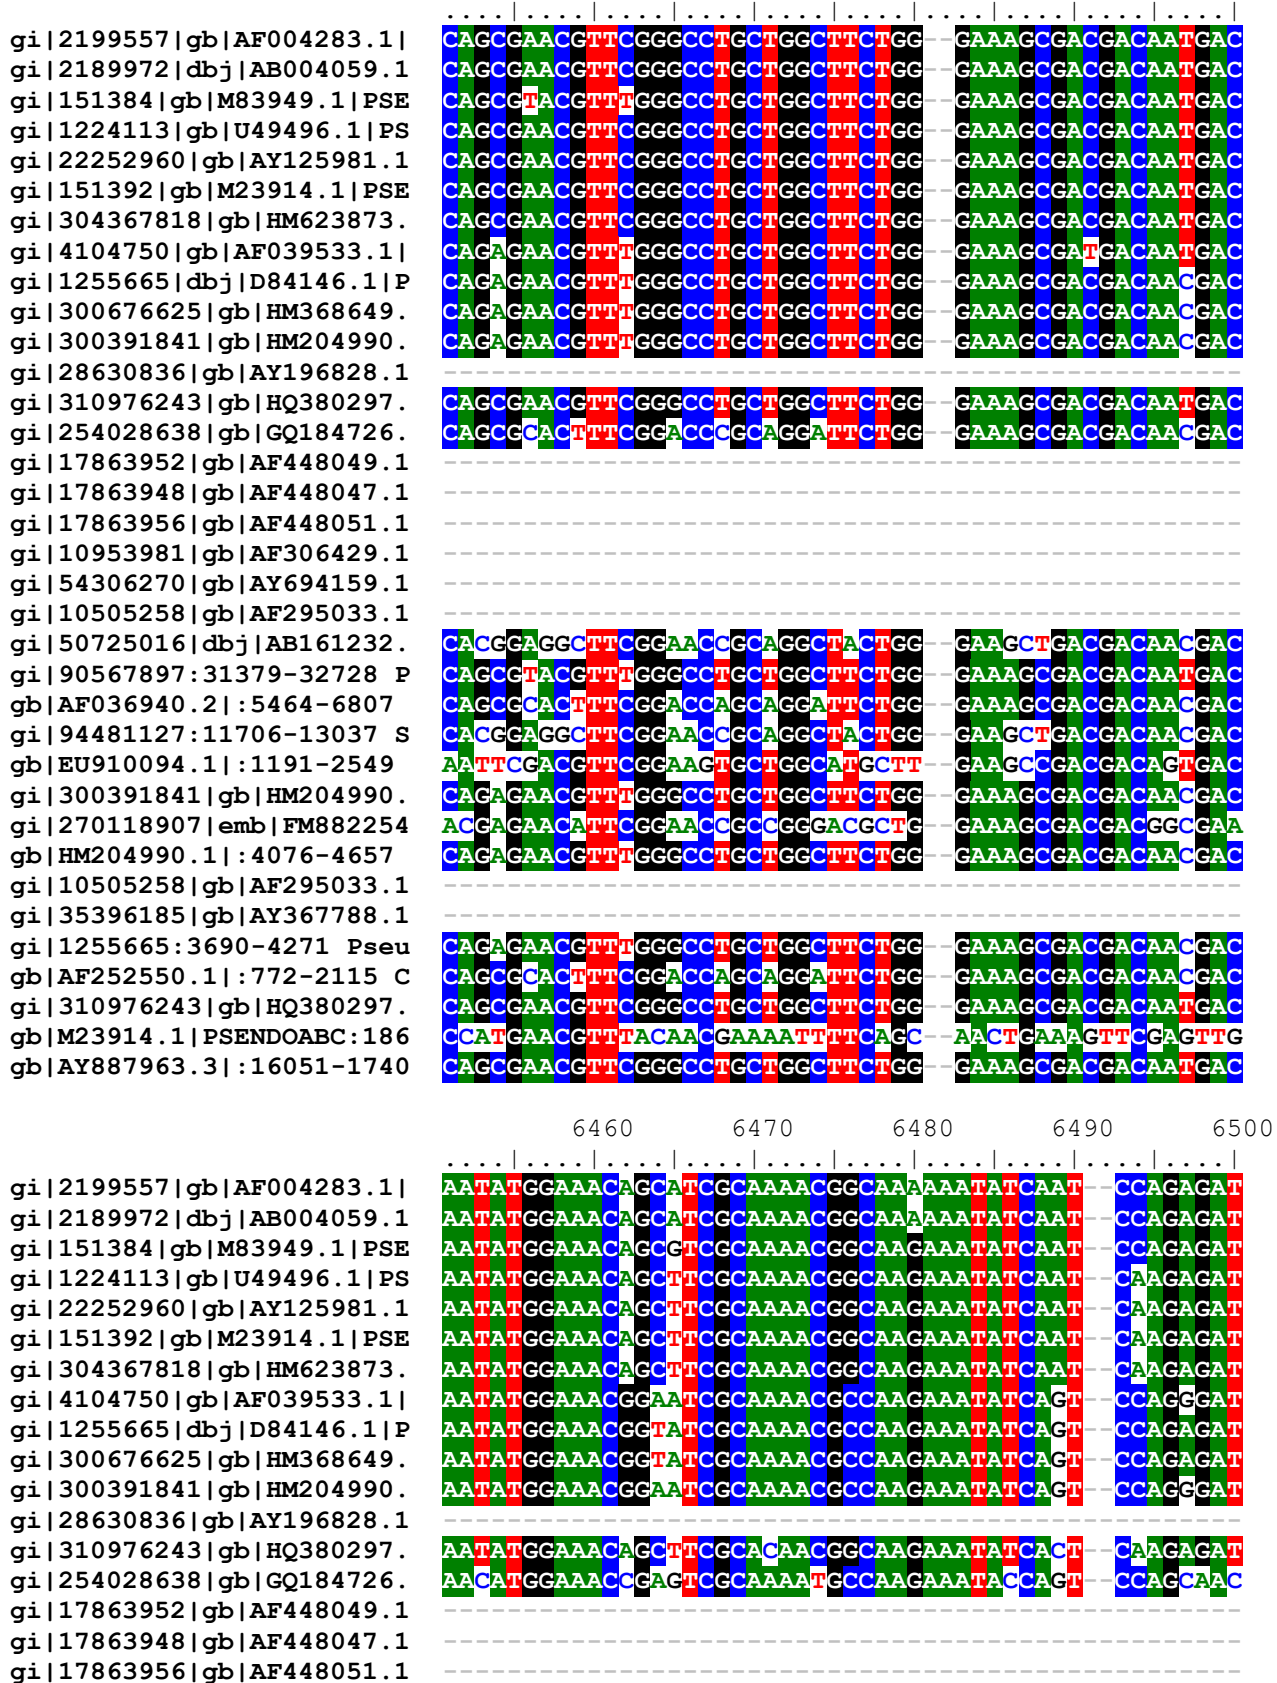 ....|....|....|....|....|....|....|....|....|....|
gi|2199557|gb|AF004283.1| CAGCGAACGTTCGGGCCTGCTGGCTTCTGG--GAAAGCGACGACAATGAC
gi|2189972|dbj|AB004059.1 CAGCGAACGTTCGGGCCTGCTGGCTTCTGG--GAAAGCGACGACAATGAC
gi|151384|gb|M83949.1|PSE CAGCGTACGTTTGGGCCTGCTGGCTTCTGG--GAAAGCGACGACAATGAC
gi|1224113|gb|U49496.1|PS CAGCGAACGTTCGGGCCTGCTGGCTTCTGG--GAAAGCGACGACAATGAC
gi|22252960|gb|AY125981.1 CAGCGAACGTTCGGGCCTGCTGGCTTCTGG--GAAAGCGACGACAATGAC
gi|151392|gb|M23914.1|PSE CAGCGAACGTTCGGGCCTGCTGGCTTCTGG--GAAAGCGACGACAATGAC
gi|304367818|gb|HM623873. CAGCGAACGTTCGGGCCTGCTGGCTTCTGG--GAAAGCGACGACAATGAC
gi|4104750|gb|AF039533.1| CAGAGAACGTTTGGGCCTGCTGGCTTCTGG--GAAAGCGATGACAATGAC
gi|1255665|dbj|D84146.1|P CAGAGAACGTTTGGGCCTGCTGGCTTCTGG--GAAAGCGACGACAACGAC
gi|300676625|gb|HM368649. CAGAGAACGTTTGGGCCTGCTGGCTTCTGG--GAAAGCGACGACAACGAC
gi|300391841|gb|HM204990. CAGAGAACGTTTGGGCCTGCTGGCTTCTGG--GAAAGCGACGACAACGAC
gi|28630836|gb|AY196828.1 --------------------------------------------------
gi|310976243|gb|HQ380297. CAGCGAACGTTCGGGCCTGCTGGCTTCTGG--GAAAGCGACGACAATGAC
gi|254028638|gb|GQ184726. CAGCGCACTTTCGGACCCGCAGGATTCTGG--GAAAGCGACGACAACGAC
gi|17863952|gb|AF448049.1 --------------------------------------------------
gi|17863948|gb|AF448047.1 --------------------------------------------------
gi|17863956|gb|AF448051.1 --------------------------------------------------
gi|10953981|gb|AF306429.1 --------------------------------------------------
gi|54306270|gb|AY694159.1 --------------------------------------------------
gi|10505258|gb|AF295033.1 --------------------------------------------------
gi|50725016|dbj|AB161232. CACGGAGGCTTCGGAACCGCAGGCTACTGG--GAAGCTGACGACAACGAC
gi|90567897:31379-32728 P CAGCGTACGTTTGGGCCTGCTGGCTTCTGG--GAAAGCGACGACAATGAC
gb|AF036940.2|:5464-6807 CAGCGCACTTTCGGACCAGCAGGATTCTGG--GAAAGCGACGACAACGAC
gi|94481127:11706-13037 S CACGGAGGCTTCGGAACCGCAGGCTACTGG--GAAGCTGACGACAACGAC
gb|EU910094.1|:1191-2549 AATTCGACGTTCGGAAGTGCTGGCATGCTT--GAAGCCGACGACAGTGAC
gi|300391841|gb|HM204990. CAGAGAACGTTTGGGCCTGCTGGCTTCTGG--GAAAGCGACGACAACGAC
gi|270118907|emb|FM882254 ACGAGAACATTCGGAACCGCCGGGACGCTG--GAAAGCGACGACGGCGAA
gb|HM204990.1|:4076-4657 CAGAGAACGTTTGGGCCTGCTGGCTTCTGG--GAAAGCGACGACAACGAC
gi|10505258|gb|AF295033.1 --------------------------------------------------
gi|35396185|gb|AY367788.1 --------------------------------------------------
gi|1255665:3690-4271 Pseu CAGAGAACGTTTGGGCCTGCTGGCTTCTGG--GAAAGCGACGACAACGAC
gb|AF252550.1|:772-2115 C CAGCGCACTTTCGGACCAGCAGGATTCTGG--GAAAGCGACGACAACGAC
gi|310976243|gb|HQ380297. CAGCGAACGTTCGGGCCTGCTGGCTTCTGG--GAAAGCGACGACAATGAC
gb|M23914.1|PSENDOABC:186 CCATGAACGTTTACAACGAAAATTTTCAGC--AACTGAAAGTTCGAGTTG
gb|AY887963.3|:16051-1740 CAGCGAACGTTCGGGCCTGCTGGCTTCTGG--GAAAGCGACGACAATGAC
6460 6470 6480 6490 6500
....|....|....|....|....|....|....|....|....|....|
gi|2199557|gb|AF004283.1| AATATGGAAACAGCATCGCAAAACGGCAAAAAATATCAAT--CCAGAGAT
gi|2189972|dbj|AB004059.1 AATATGGAAACAGCATCGCAAAACGGCAAAAAATATCAAT--CCAGAGAT
gi|151384|gb|M83949.1|PSE AATATGGAAACAGCGTCGCAAAACGGCAAGAAATATCAAT--CCAGAGAT
gi|1224113|gb|U49496.1|PS AATATGGAAACAGCTTCGCAAAACGGCAAGAAATATCAAT--CAAGAGAT
gi|22252960|gb|AY125981.1 AATATGGAAACAGCTTCGCAAAACGGCAAGAAATATCAAT--CAAGAGAT
gi|151392|gb|M23914.1|PSE AATATGGAAACAGCTTCGCAAAACGGCAAGAAATATCAAT--CAAGAGAT
gi|304367818|gb|HM623873. AATATGGAAACAGCTTCGCAAAACGGCAAGAAATATCAAT--CAAGAGAT
gi|4104750|gb|AF039533.1| AATATGGAAACGGAATCGCAAAACGCCAAGAAATATCAGT--CCAGGGAT
gi|1255665|dbj|D84146.1|P AATATGGAAACGGTATCGCAAAACGCCAAGAAATATCAGT--CCAGAGAT
gi|300676625|gb|HM368649. AATATGGAAACGGTATCGCAAAACGCCAAGAAATATCAGT--CCAGAGAT
gi|300391841|gb|HM204990. AATATGGAAACGGAATCGCAAAACGCCAAGAAATATCAGT--CCAGGGAT
gi|28630836|gb|AY196828.1 --------------------------------------------------
gi|310976243|gb|HQ380297. AATATGGAAACAGCTTCGCACAACGGCAAGAAATATCACT--CAAGAGAT
gi|254028638|gb|GQ184726. AACATGGAAACCGAGTCGCAAAATGCCAAGAAATACCAGT--CCAGCAAC
gi|17863952|gb|AF448049.1 --------------------------------------------------
gi|17863948|gb|AF448047.1 --------------------------------------------------
gi|17863956|gb|AF448051.1 --------------------------------------------------